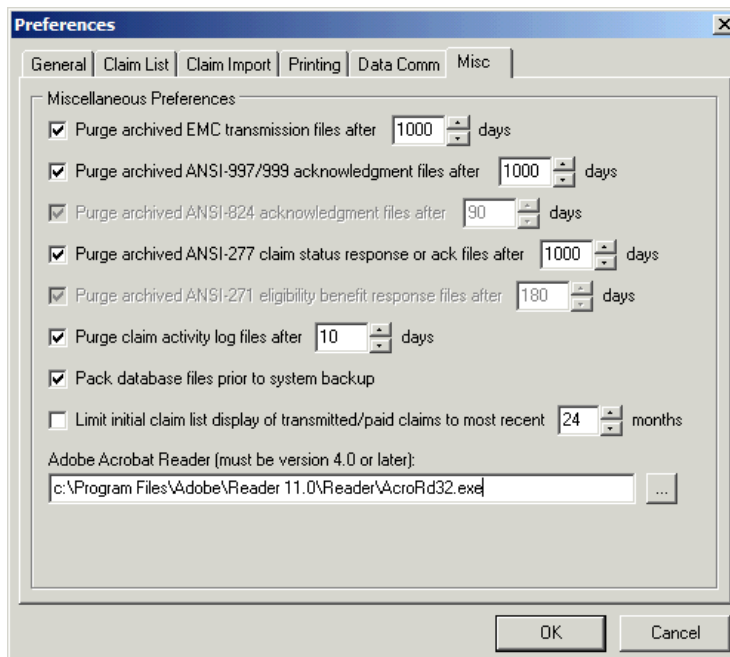 Preferences
General Claim List Claim Import Printing Data Comm Misc
Miscellaneous Preferences
Purge archived EMC transmission files after 1000 days
Purge archived ANSI-997/999 acknowledgment files after 1000 days
Purge archived ANSI-824 acknowledgment files after 90 days
Purge archived ANSI-277 claim status response or ack files after 1000 days
Purge archived ANSI-271 eligibility benefit response files after 180 days
Purge claim activity log files after 10 days
Pack database files prior to system backup
Limit initial claim list display of transmitted/paid claims to most recent 24 months
Adobe Acrobat Reader (must be version 4.0 or later):
c:\Program Files\Adobe\Reader 11.0\Reader\AcroRd32.exe ...
OK Cancel